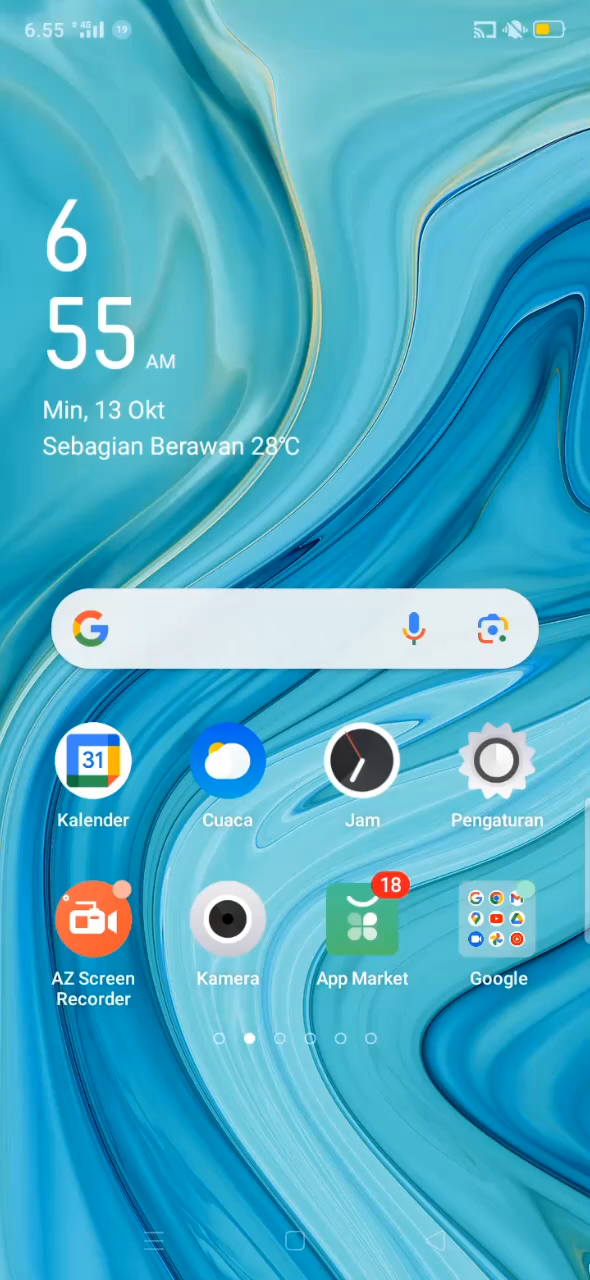 6.55 4G 19
6
55 AM
Min, 13 Okt
Sebagian Berawan 28°C
G
31
Kalender Cuaca Jam Pengaturan
18
AZ Screen Recorder Kamera App Market Google